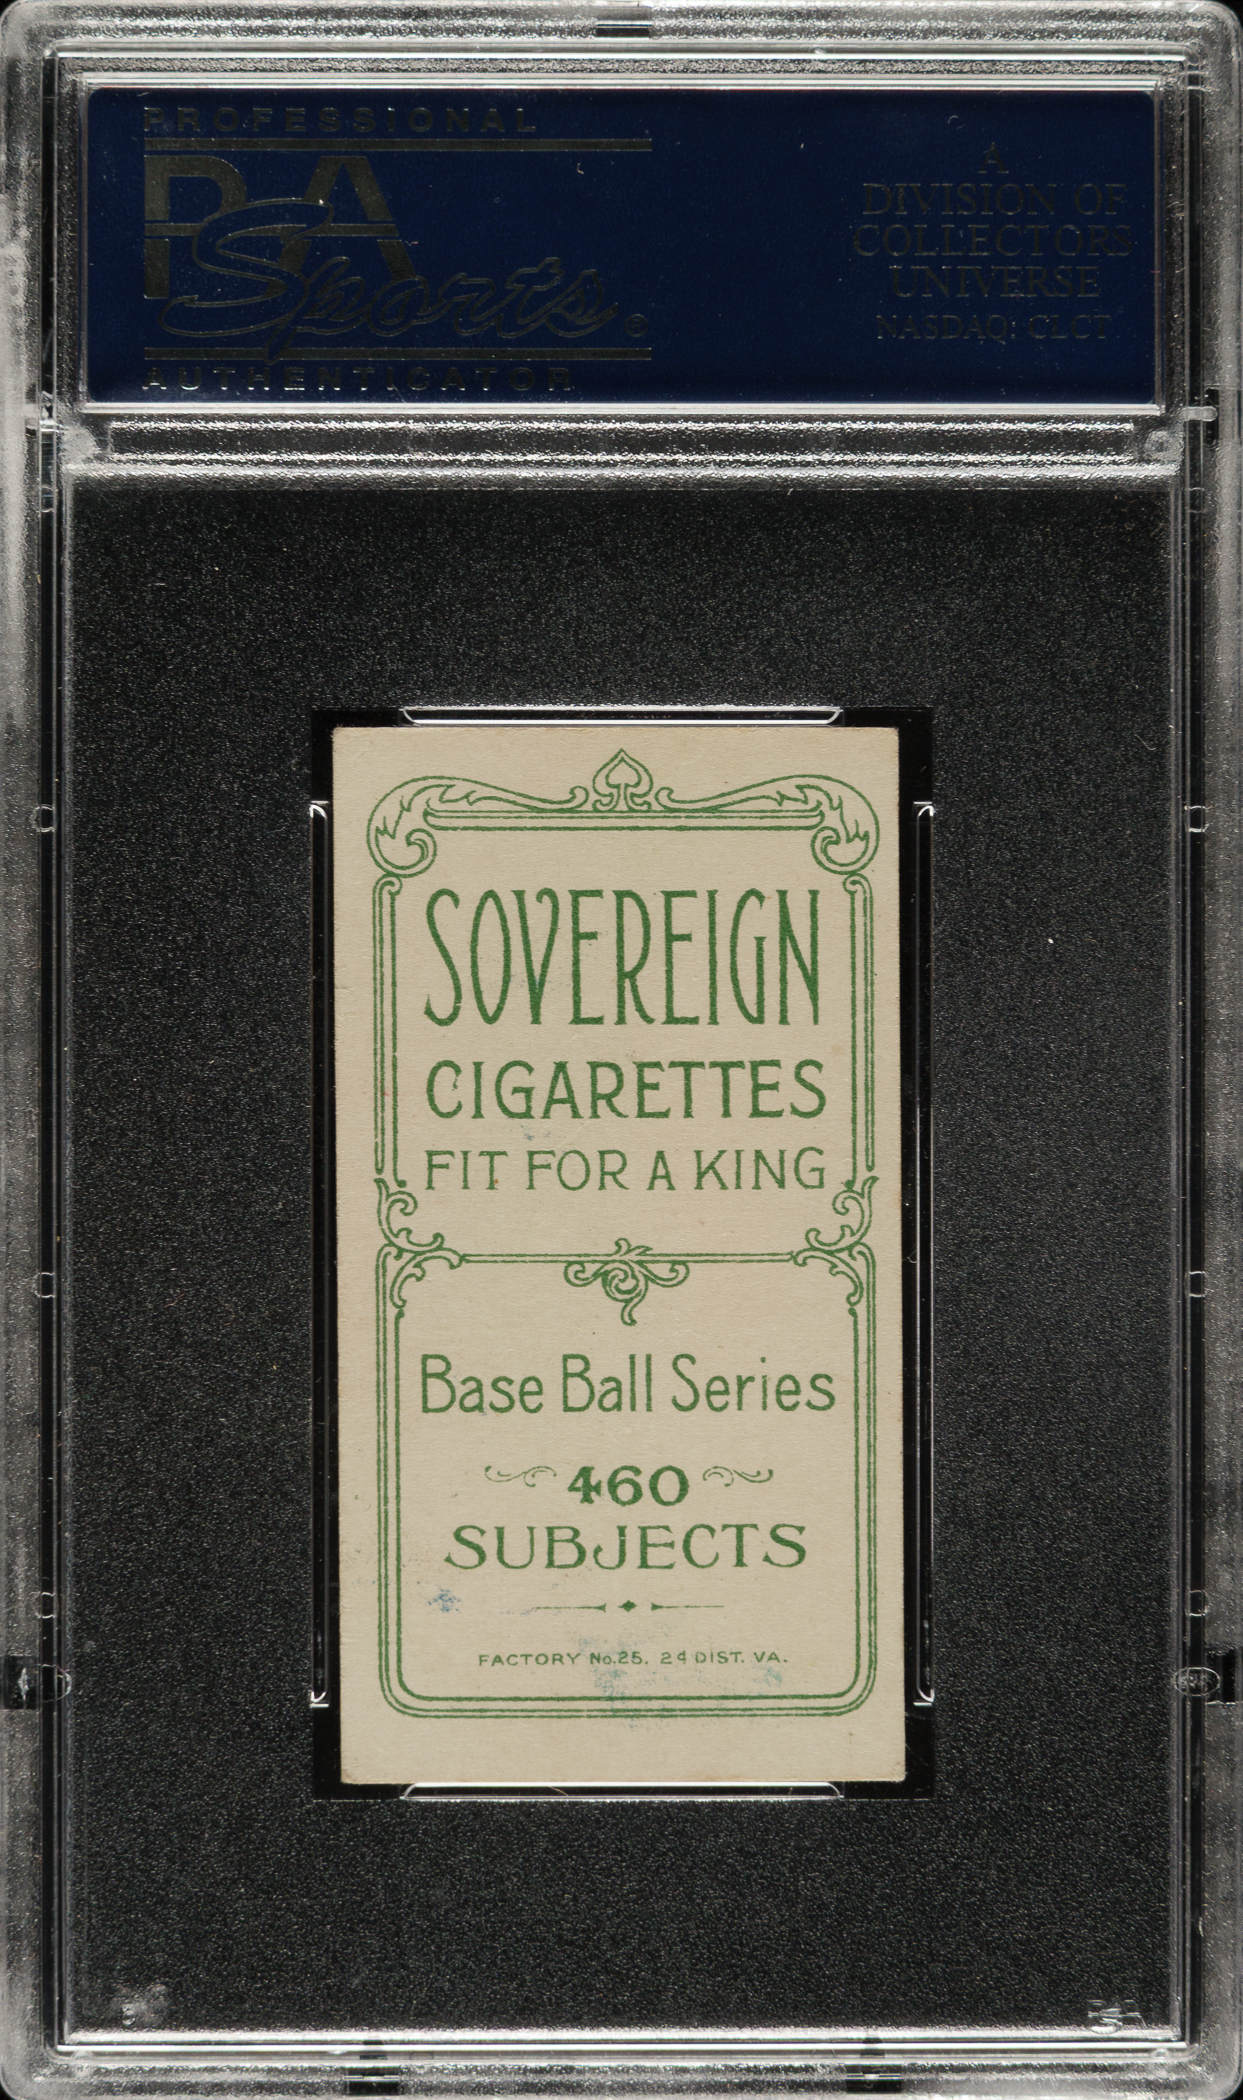 PROFESSIONAL
PSA
Sports®
AUTHENTICATOR
A
DIVISION OF
COLLECTORS
UNIVERSE
NASDAQ: CLCT
SOVEREIGN
CIGARETTES
FIT FOR A KING
Base Ball Series
460
SUBJECTS
FACTORY No. 25, 2d DIST. VA.